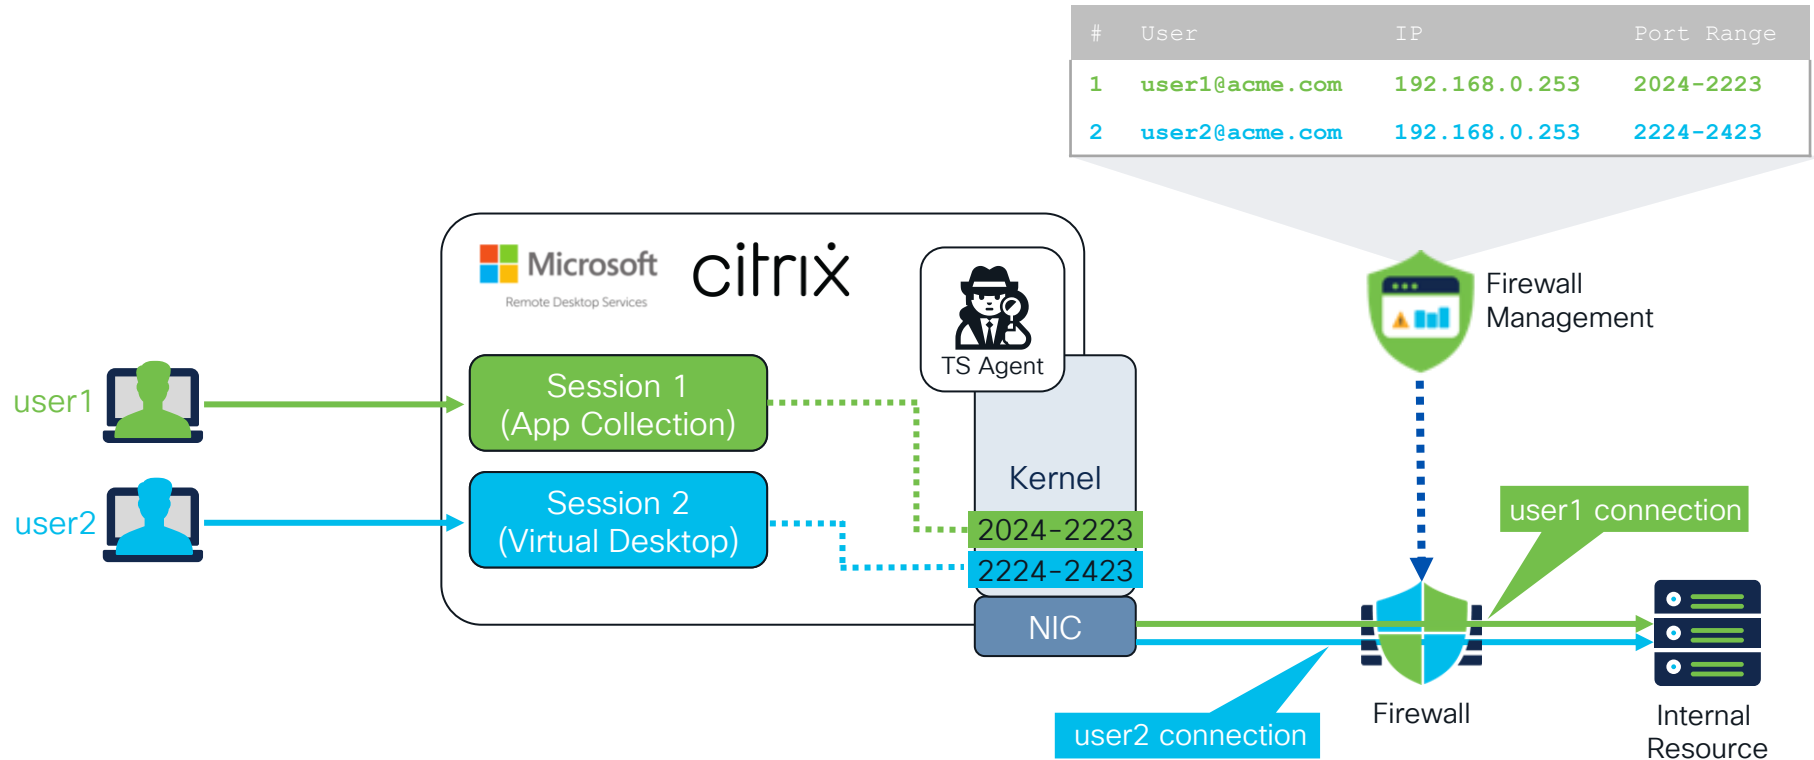 # User IP Port Range
1 user1@acme.com 192.168.0.253 2024-2223
2 user2@acme.com 192.168.0.253 2224-2423
Microsoft
Remote Desktop Services
citrix
TS Agent
Firewall
Management
user1
Session 1
(App Collection)
Kernel
user2
Session 2
(Virtual Desktop)
2024-2223
2224-2423
NIC
user1 connection
user2 connection
Firewall
Internal
Resource